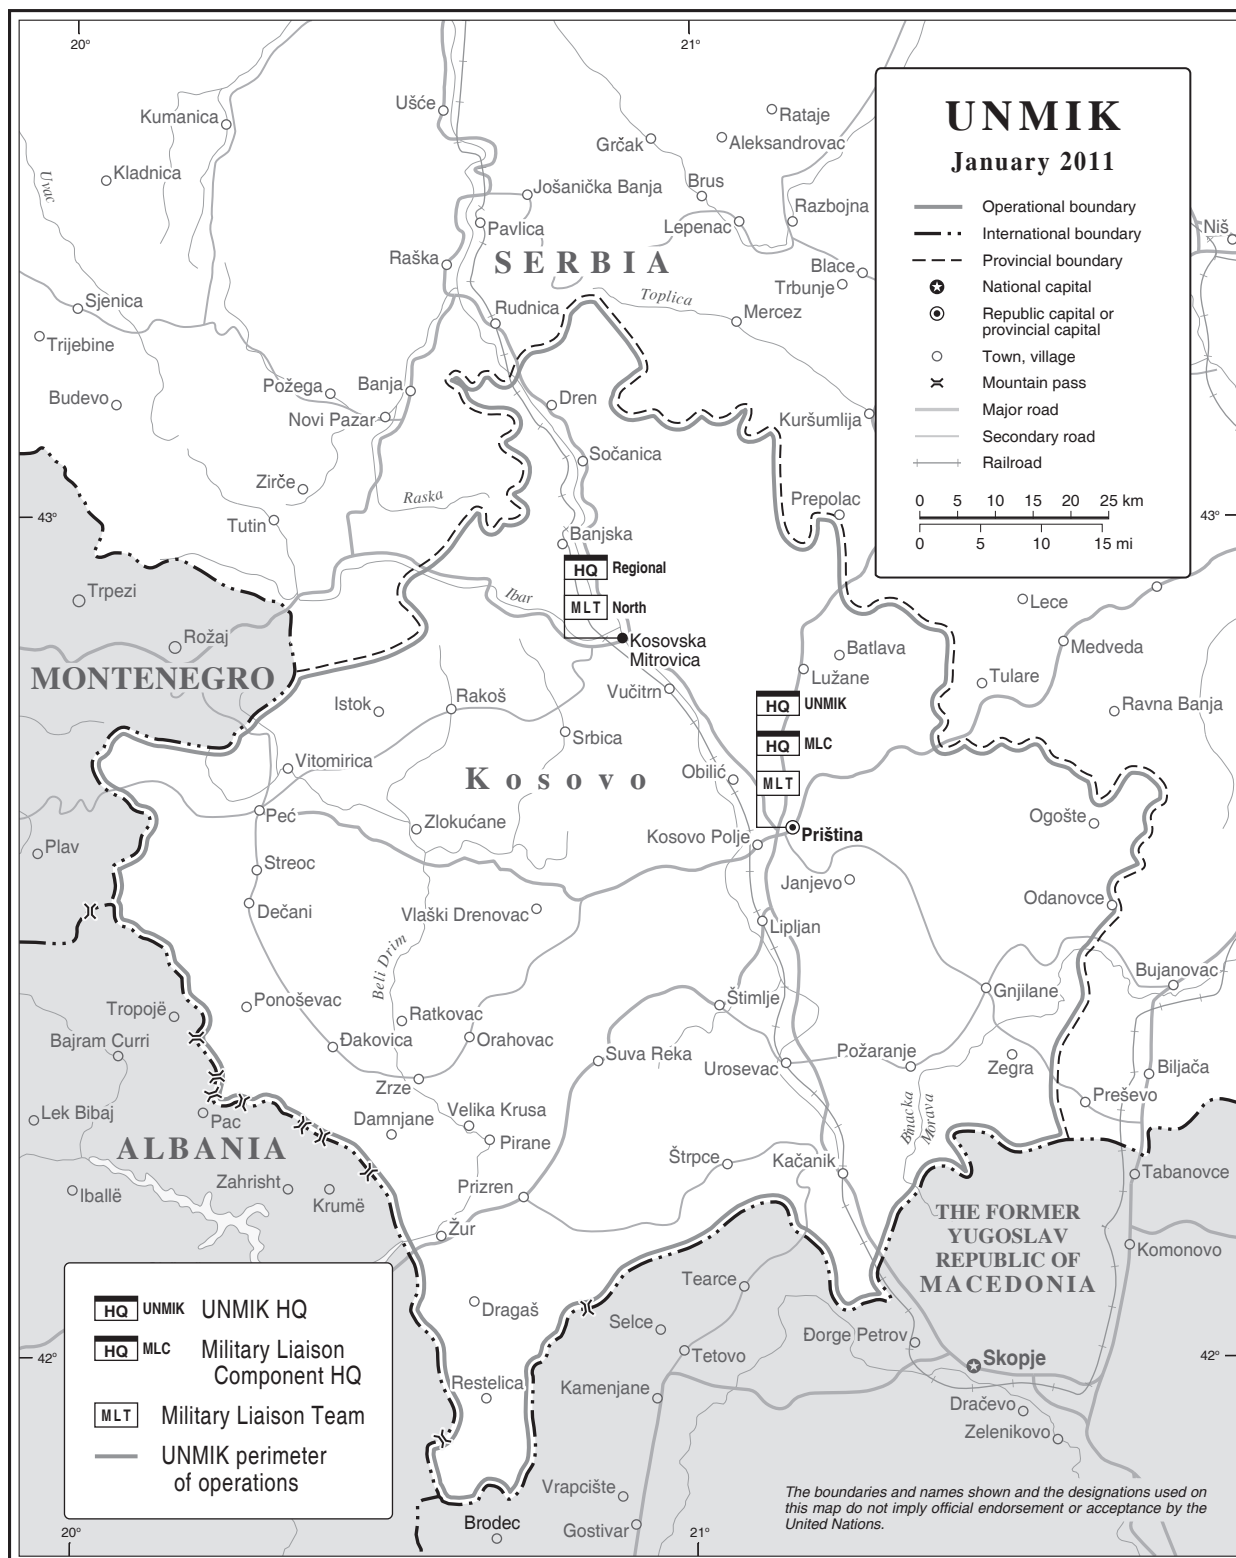 20°
21°
UNMIK
January 2011
Operational boundary
International boundary
Provincial boundary
National capital
Republic capital or
provincial capital
Town, village
Mountain pass
Major road
Secondary road
Railroad
0 5 10 15 20 25 km
0 5 10 15 mi
Ušće
Kumanica
Rataje
Grčak
Aleksandrovac
Uvac
Kladnica
Jošanička Banja
Brus
Razbojna
Pavlica
Lepenac
Niš
Raška
SERBIA
Blace
Trbunje
Sjenica
Rudnica
Toplica
Mercez
Trijebine
Požega
Banja
Budevo
Dren
Novi Pazar
Kuršumlija
Sočanica
Zirče
Raska
Prepolac
43°
43°
Tutin
Banjska
HQ Regional
Trpezi
Ibar
MLT North
Lece
Rožaj
Kosovska
Mitrovica
Batlava
Medveda
MONTENEGRO
Lužane
Tulare
Vučitrn
Istok
Rakoš
HQ UNMIK
Ravna Banja
Srbica
HQ MLC
Vitomirica
Kosovo
Obilić
MLT
Peć
Zlokućane
Ogošte
Kosovo Polje
Priština
Plav
Streoc
Janjevo
Dečani
Vlaški Drenovac
Odanovce
Lipljan
Beli Drim
Bujanovac
Ponoševac
Štimlje
Gnjilane
Tropojë
Ratkovac
Bajram Curri
Đakovica
Orahovac
Suva Reka
Požaranje
Urosevac
Zegra
Biljača
Zrze
Lek Bibaj
Pac
Damnjane
Velika Krusa
Preševo
Binacka
Morava
ALBANIA
Pirane
Štrpce
Kačanik
Tabanovce
Iballë
Zahrisht
Krumë
Prizren
THE FORMER
YUGOSLAV
REPUBLIC OF
MACEDONIA
Žur
Komonovo
HQ UNMIK UNMIK HQ
HQ MLC Military Liaison
Component HQ
MLT Military Liaison Team
UNMIK perimeter
of operations
Tearce
Dragaš
Selce
Đorge Petrov
42°
42°
Tetovo
Skopje
Restelica
Kamenjane
Dračevo
Zelenikovo
Vrapcište
Brodec
Gostivar
The boundaries and names shown and the designations used on
this map do not imply official endorsement or acceptance by the
United Nations.
20°
21°